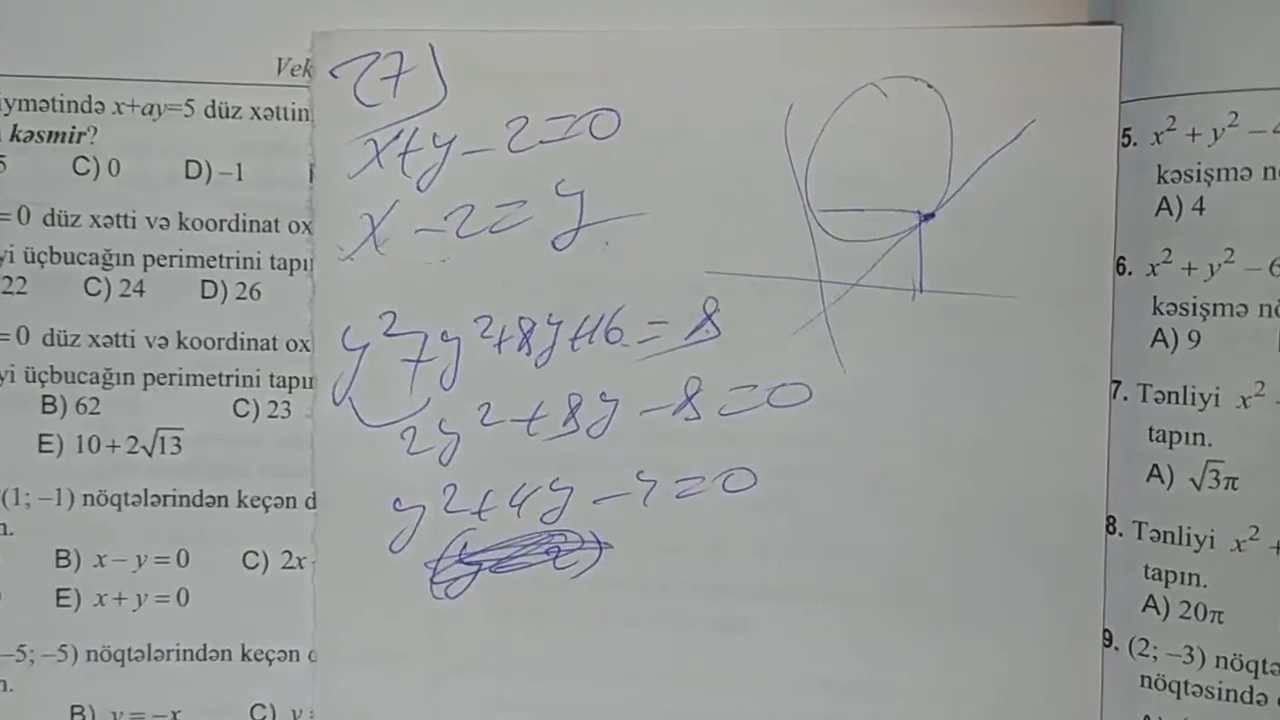 Vek
iymətində x+ay=5 düz xəttin
kəsmir?
5 C) 0 D) –1
=0 düz xətti və koordinat ox
yi üçbucağın perimetrini tapı
22 C) 24 D) 26
=0 düz xətti və koordinat ox
yi üçbucağın perimetrini tapı
B) 62 C) 23
E) 10+2√13
(1; –1) nöqtələrindən keçən d
n.
B) x–y=0 C) 2x
E) x+y=0
–5; –5) nöqtələrindən keçən
n.
B) y=–x C) y=
27)
x+y-2=0
x-2=y
y²+y²+8y+16=8
2y²+8y-8=0
y²+4y-4=0
5. x² + y² – 4
kəsişmə n
A) 4
6. x² + y² – 6
kəsişmə nö
A) 9
7. Tənliyi x²
tapın.
A) √3π
8. Tənliyi x² +
tapın.
A) 20π
9. (2; –3) nöqtə
nöqtəsində